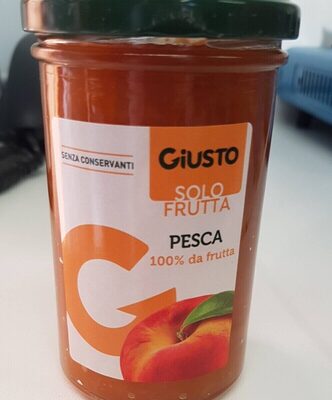 SENZA CONSERVANTI
GiUSTO
SOLO
FRUTTA
PESCA
100% da frutta